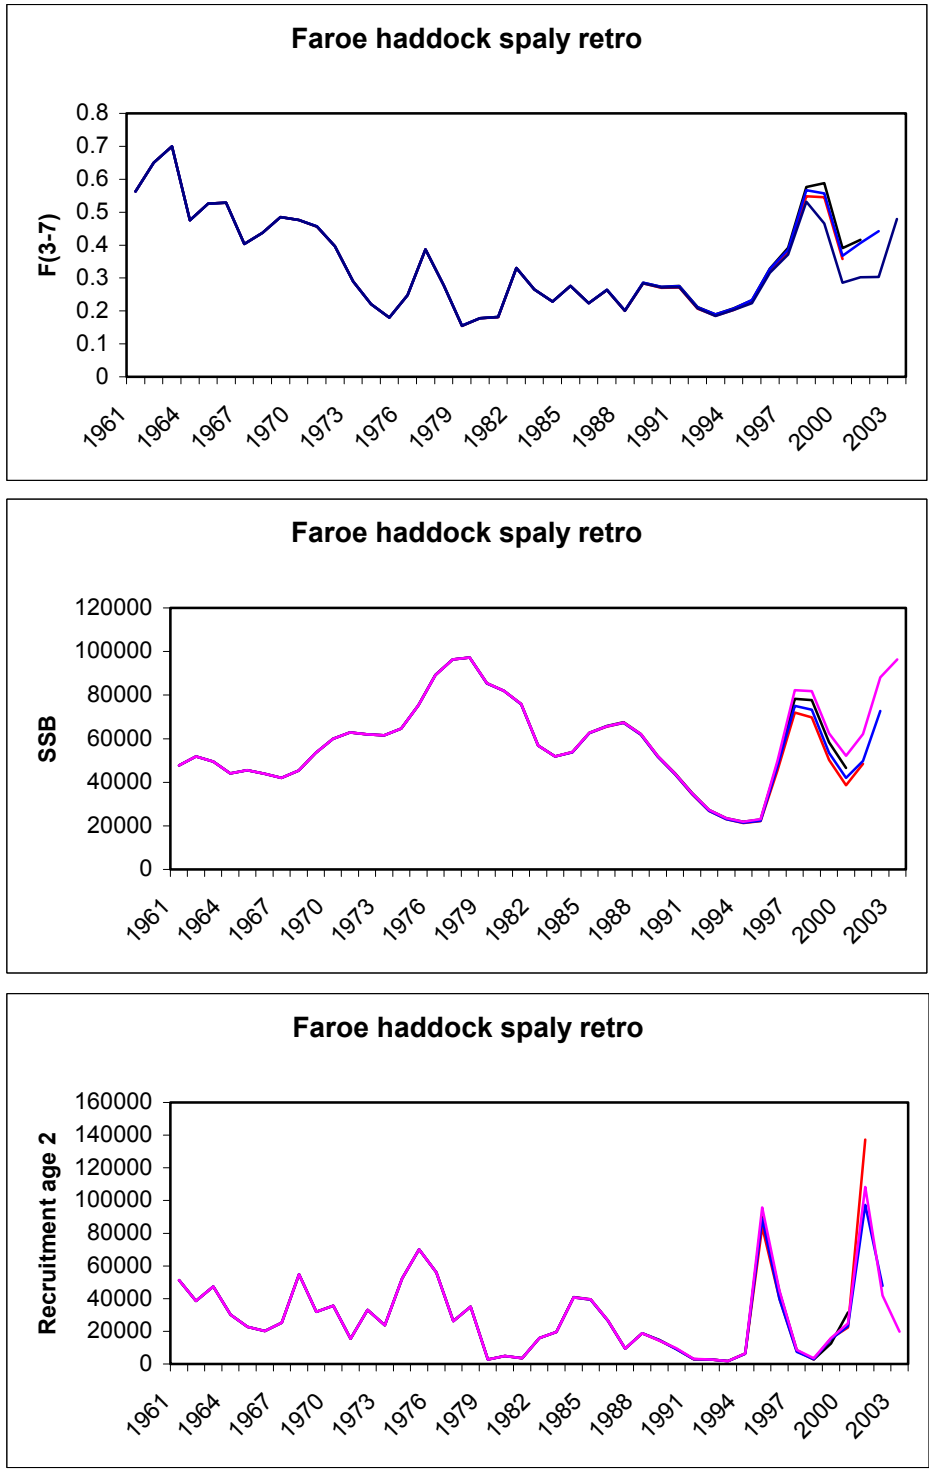 Faroe haddock spaly retro
F(3-7)
0.8
0.7
0.6
0.5
0.4
0.3
0.2
0.1
0
1961 1964 1967 1970 1973 1976 1979 1982 1985 1988 1991 1994 1997 2000 2003
Faroe haddock spaly retro
SSB
120000
100000
80000
60000
40000
20000
0
1961 1964 1967 1970 1973 1976 1979 1982 1985 1988 1991 1994 1997 2000 2003
Faroe haddock spaly retro
Recruitment age 2
160000
140000
120000
100000
80000
60000
40000
20000
0
1961 1964 1967 1970 1973 1976 1979 1982 1985 1988 1991 1994 1997 2000 2003